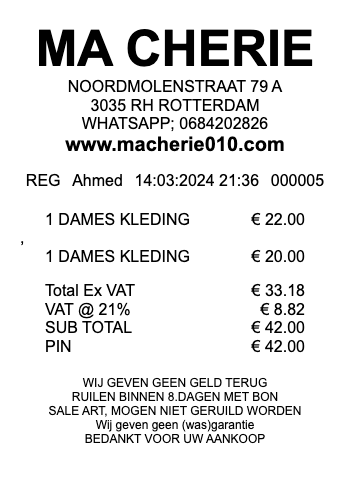 MA CHERIE
NOORDMOLENSTRAAT 79 A
3035 RH ROTTERDAM
WHATSAPP; 0684202826
www.macherie010.com
REG Ahmed 14:03:2024 21:36 000005
1 DAMES KLEDING € 22.00
,
1 DAMES KLEDING € 20.00
Total Ex VAT € 33.18
VAT @ 21% € 8.82
SUB TOTAL € 42.00
PIN € 42.00
WIJ GEVEN GEEN GELD TERUG
RUILEN BINNEN 8.DAGEN MET BON
SALE ART, MOGEN NIET GERUILD WORDEN
Wij geven geen (was)garantie
BEDANKT VOOR UW AANKOOP